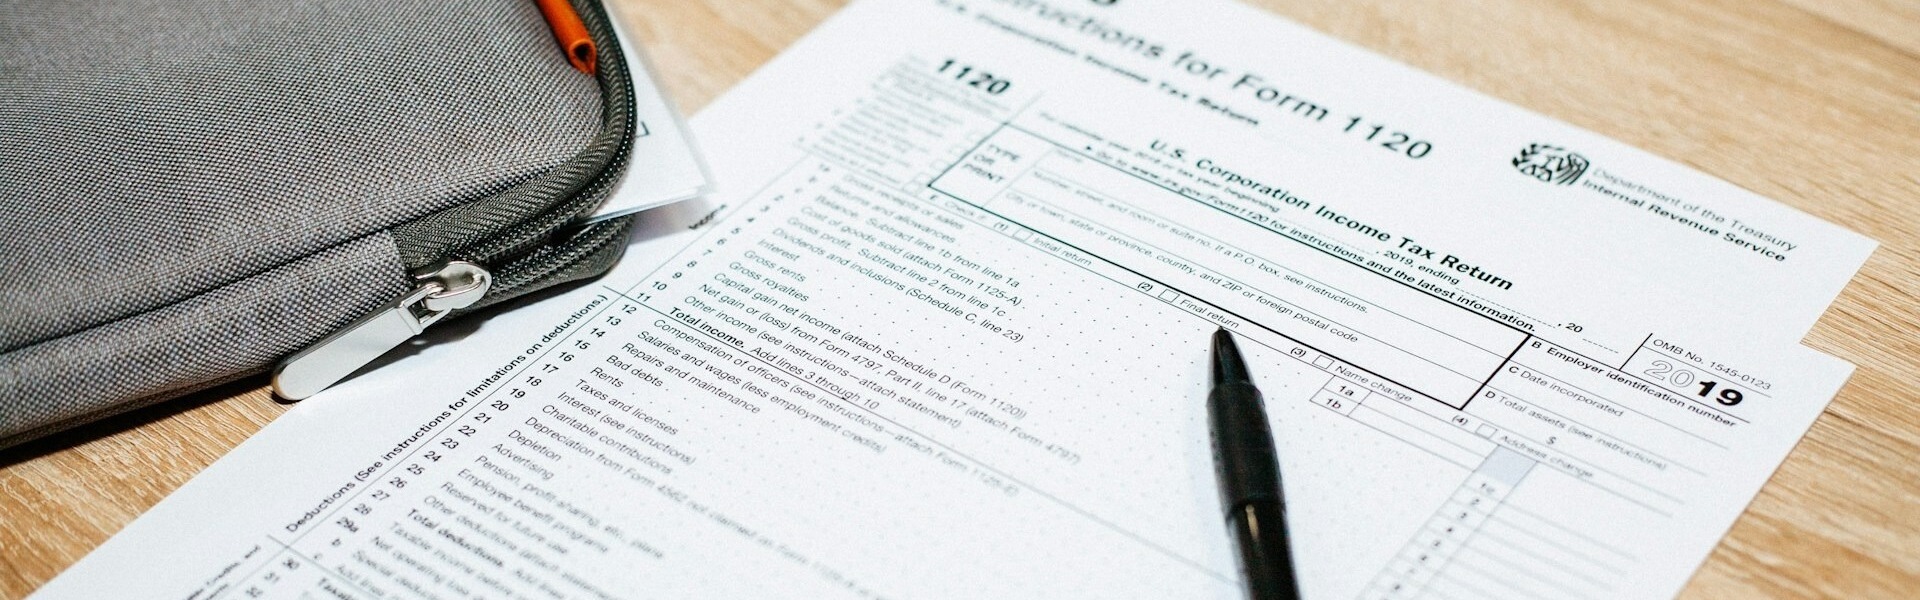 Instructions for Form 1120
U.S. Corporation Income Tax Return
Department of the Treasury
Internal Revenue Service
1120
U.S. Corporation Income Tax Return
For calendar year 2019 or tax year beginning , 2019, ending , 20
▶ Go to www.irs.gov/Form1120 for instructions and the latest information.
OMB No. 1545-0123
2019
TYPE
OR
PRINT
Name
Number, street, and room or suite no. If a P.O. box, see instructions.
City or town, state or province, country, and ZIP or foreign postal code
B Employer identification number
C Date incorporated
D Total assets (see instructions)
$
E Check if: (1) Initial return (2) Final return (3) Name change (4) Address change
Gross receipts or sales 1a
Returns and allowances 1b
Balance. Subtract line 1b from line 1a 1c
Cost of goods sold (attach Form 1125-A) 2
Gross profit. Subtract line 2 from line 1c
Dividends and inclusions (Schedule C, line 23)
5 Interest
6 Gross rents
7 Gross royalties
8 Capital gain net income (attach Schedule D (Form 1120))
9 Net gain or (loss) from Form 4797, Part II, line 17 (attach Form 4797)
10 Other income (see instructions—attach statement)
11 Total income. Add lines 3 through 10
12 Compensation of officers (see instructions—attach Form 1125-E)
13 Salaries and wages (less employment credits)
14 Repairs and maintenance
15 Bad debts
16 Rents
17 Taxes and licenses
18 Interest (see instructions)
19 Charitable contributions
20 Depreciation from Form 4562 not claimed on Form
21 Depletion
22 Advertising
23 Pension, profit-sharing, etc., plans
24 Employee benefit programs
25 Reserved for future use
26 Other deductions (attach statement)
27 Total deductions. Add lines
28 Taxable income before
29a Net operating loss
b Special deductions
c Add lines
30
31
32
Deductions (See instructions for limitations on deductions.)